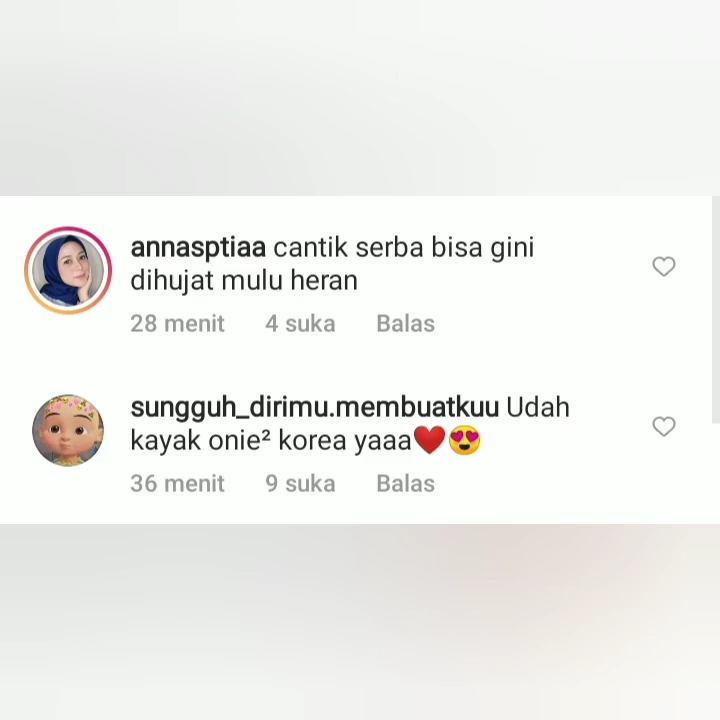 annasptiaa cantik serba bisa gini
dihujat mulu heran
28 menit 4 suka Balas
sungguh_dirimu.membuatkuu Udah
kayak onie² korea yaaa❤️😍
36 menit 9 suka Balas